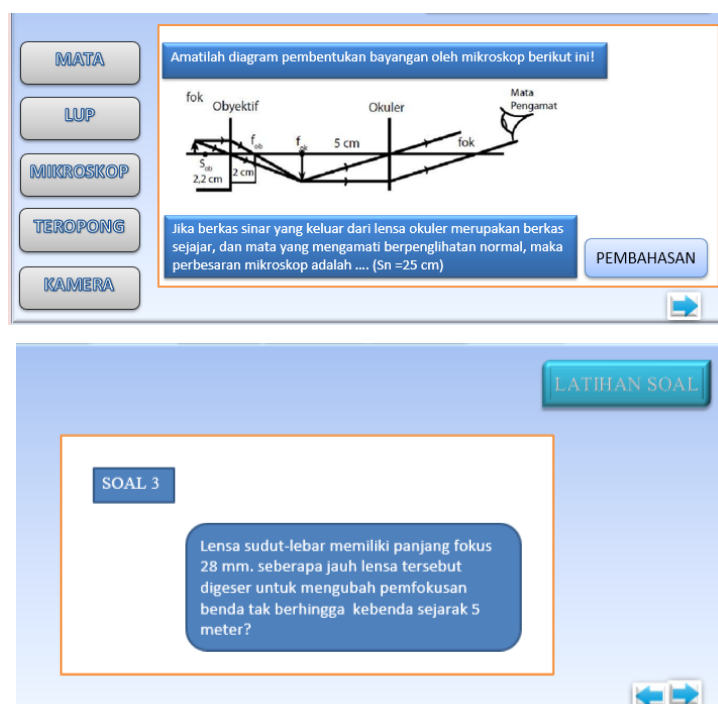 MATA
LUP
MIKROSKOP
TEROPONG
KAMERA
Amatilah diagram pembentukan bayangan oleh mikroskop berikut ini!
fok
Obyektif
Okuler
Mata
Pengamat
fob
fok
5 cm
fok
Sob
2,2 cm
2 cm
Jika berkas sinar yang keluar dari lensa okuler merupakan berkas
sejajar, dan mata yang mengamati berpenglihatan normal, maka
perbesaran mikroskop adalah .... (Sn =25 cm)
PEMBAHASAN
LATIHAN SOAL
SOAL 3
Lensa sudut-lebar memiliki panjang fokus
28 mm. seberapa jauh lensa tersebut
digeser untuk mengubah pemfokusan
benda tak berhingga kebenda sejarak 5
meter?